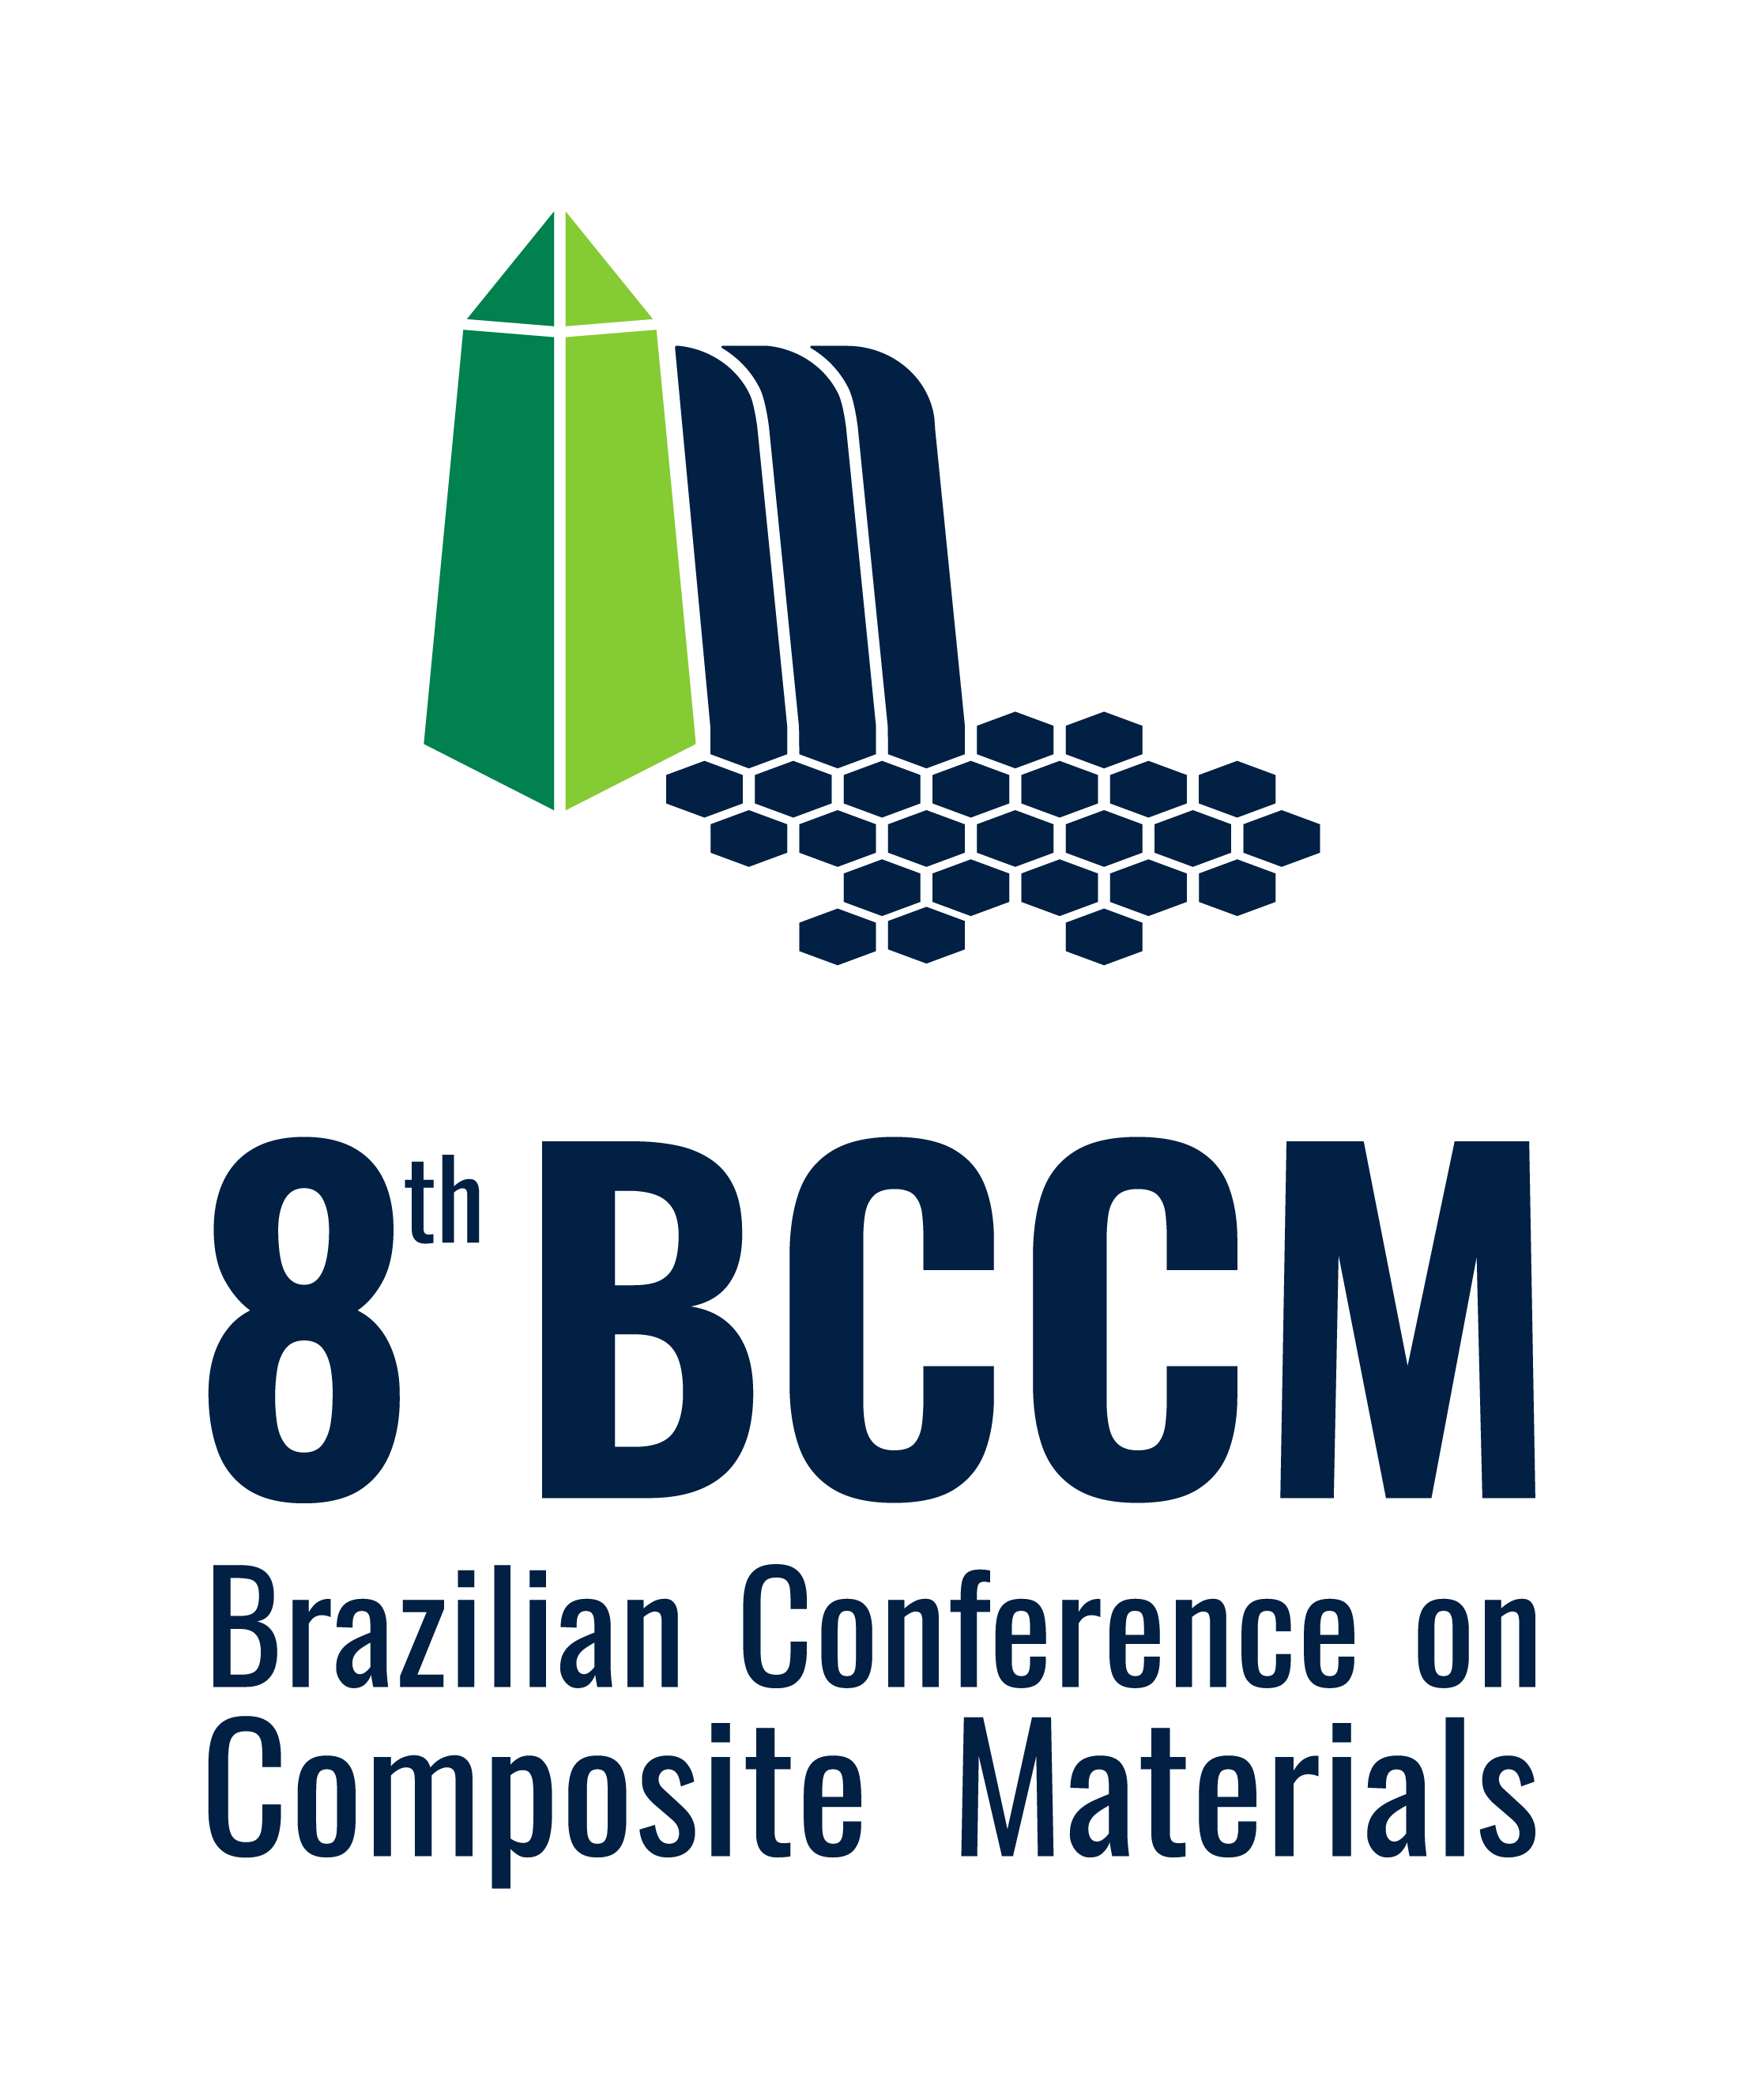 8th BCCM
Brazilian Conference on
Composite Materials